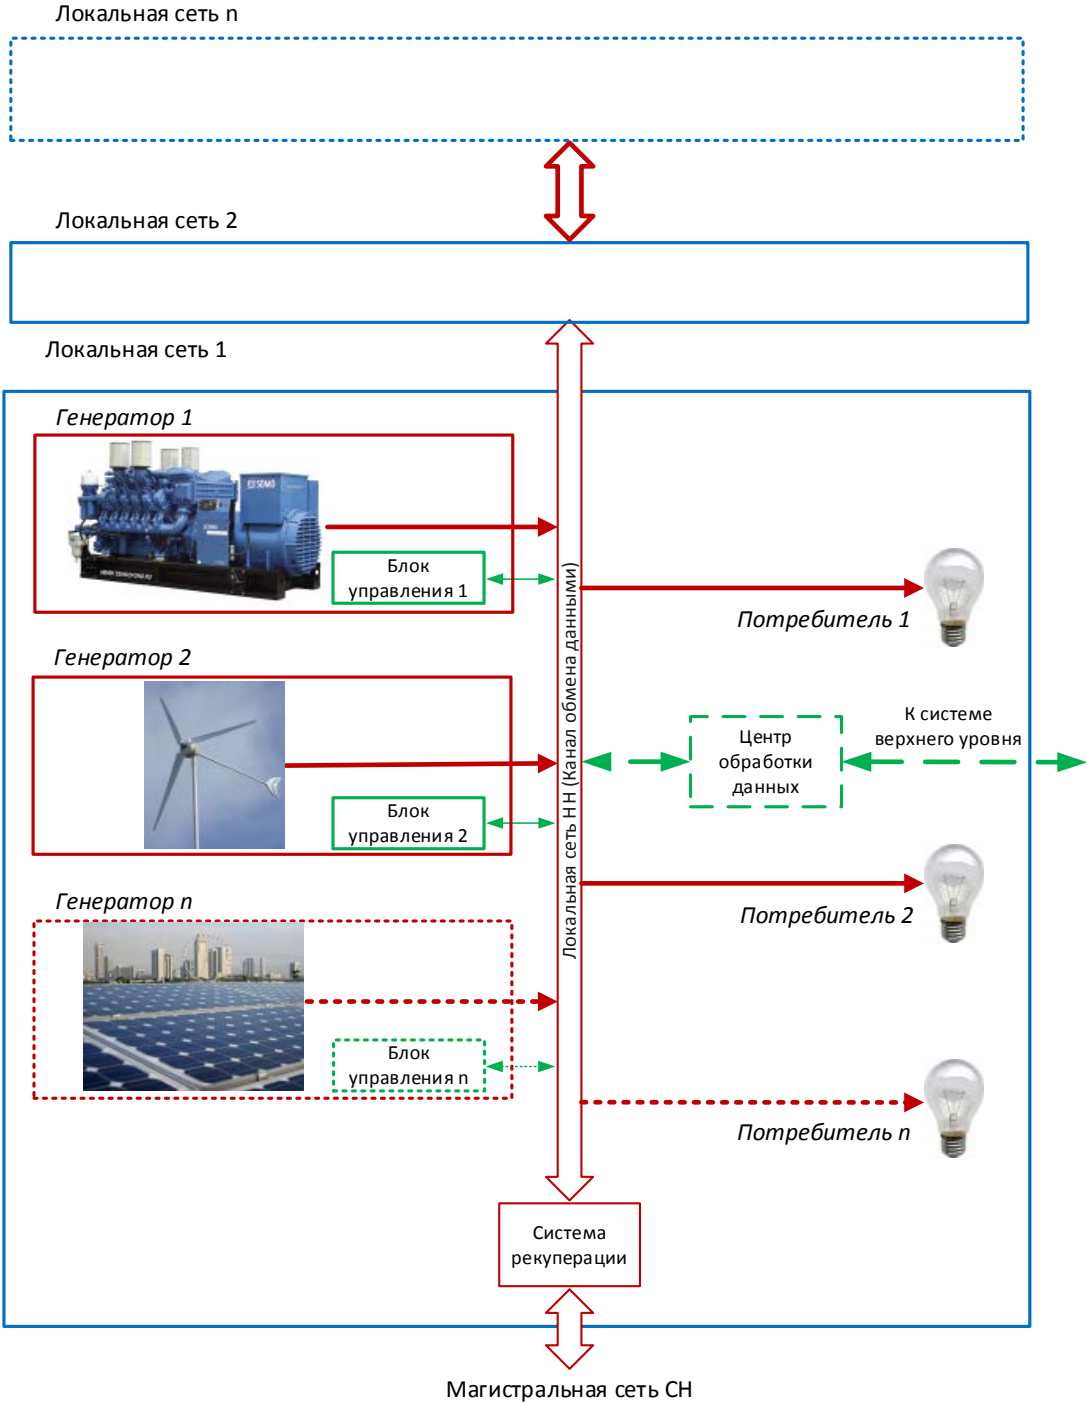 Локальная сеть n
Локальная сеть 2
Локальная сеть 1
Генератор 1
SDMO
Блок
управления 1
Потребитель 1
Генератор 2
Блок
управления 2
Локальная сеть НН (Канал обмена данными)
Центр
обработки
данных
К системе
верхнего уровня
Потребитель 2
Генератор n
Блок
управления n
Потребитель n
Система
рекуперации
Магистральная сеть СН